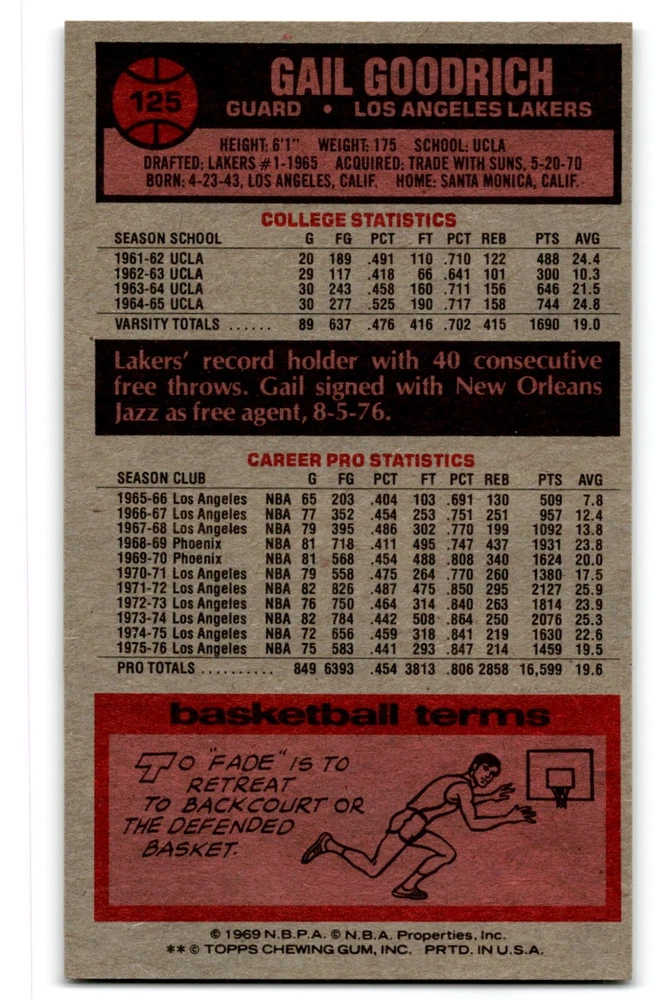 125
GAIL GOODRICH
GUARD • LOS ANGELES LAKERS
HEIGHT: 6'1" WEIGHT: 175 SCHOOL: UCLA
DRAFTED: LAKERS #1-1965 ACQUIRED: TRADE WITH SUNS, 5-20-70
BORN: 4-23-43, LOS ANGELES, CALIF. HOME: SANTA MONICA, CALIF.
COLLEGE STATISTICS
SEASON SCHOOL G FG PCT FT PCT REB PTS AVG
1961-62 UCLA 20 189 .491 110 .710 122 488 24.4
1962-63 UCLA 29 117 .418 66 .641 101 300 10.3
1963-64 UCLA 30 243 .458 160 .711 156 646 21.5
1964-65 UCLA 30 277 .525 190 .717 158 744 24.8
VARSITY TOTALS ...... 89 637 .476 416 .702 415 1690 19.0
Lakers' record holder with 40 consecutive
free throws. Gail signed with New Orleans
Jazz as free agent, 8-5-76.
CAREER PRO STATISTICS
SEASON CLUB G FG PCT FT PCT REB PTS AVG
1965-66 Los Angeles NBA 65 203 .404 103 .691 130 509 7.8
1966-67 Los Angeles NBA 77 352 .454 253 .751 251 957 12.4
1967-68 Los Angeles NBA 79 395 .486 302 .770 199 1092 13.8
1968-69 Phoenix NBA 81 718 .411 495 .747 437 1931 23.8
1969-70 Phoenix NBA 81 568 .454 488 .808 340 1624 20.0
1970-71 Los Angeles NBA 79 558 .475 264 .770 260 1380 17.5
1971-72 Los Angeles NBA 82 826 .487 475 .850 295 2127 25.9
1972-73 Los Angeles NBA 76 750 .464 314 .840 263 1814 23.9
1973-74 Los Angeles NBA 82 784 .442 508 .864 250 2076 25.3
1974-75 Los Angeles NBA 72 656 .459 318 .841 219 1630 22.6
1975-76 Los Angeles NBA 75 583 .441 293 .847 214 1459 19.5
PRO TOTALS .......... 849 6393 .454 3813 .806 2858 16,599 19.6
basketball terms
TO "FADE" IS TO
RETREAT
TO BACKCOURT OR
THE DEFENDED
BASKET.
© 1969 N.B.P.A. © N.B.A. Properties, Inc.
** © TOPPS CHEWING GUM, INC. PRTD. IN U.S.A.